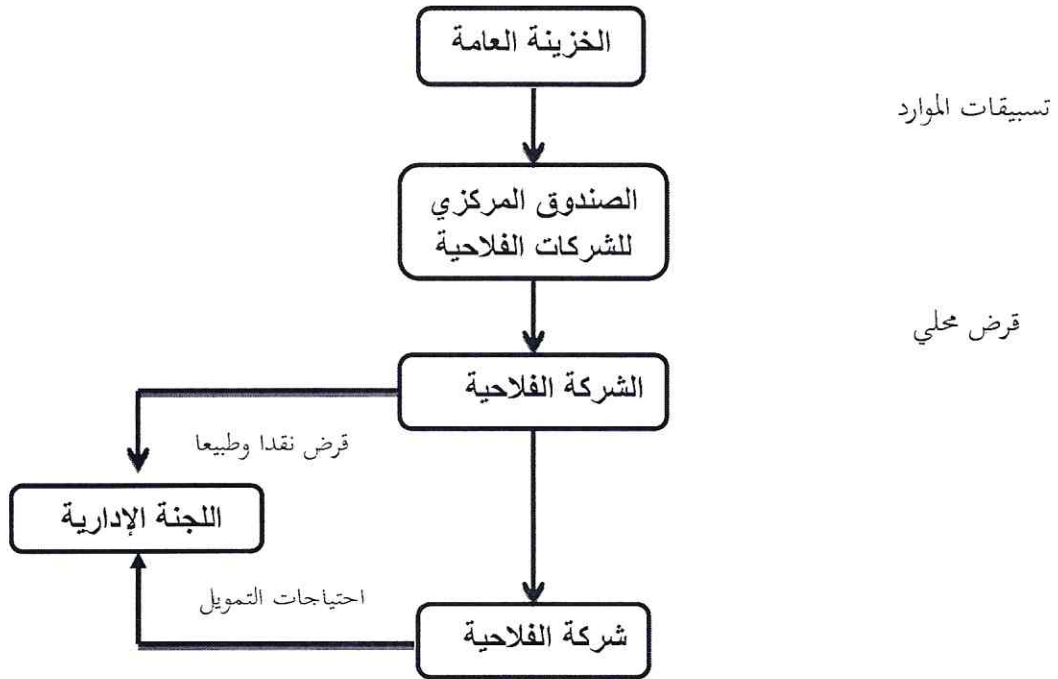 الخزينة العامة
تسبيقات الموارد
الصندوق المركزي
للشركات الفلاحية
قرض محلي
الشركة الفلاحية
قرض نقدا وطبيعا
اللجنة الإدارية
احتياجات التمويل
شركة الفلاحية